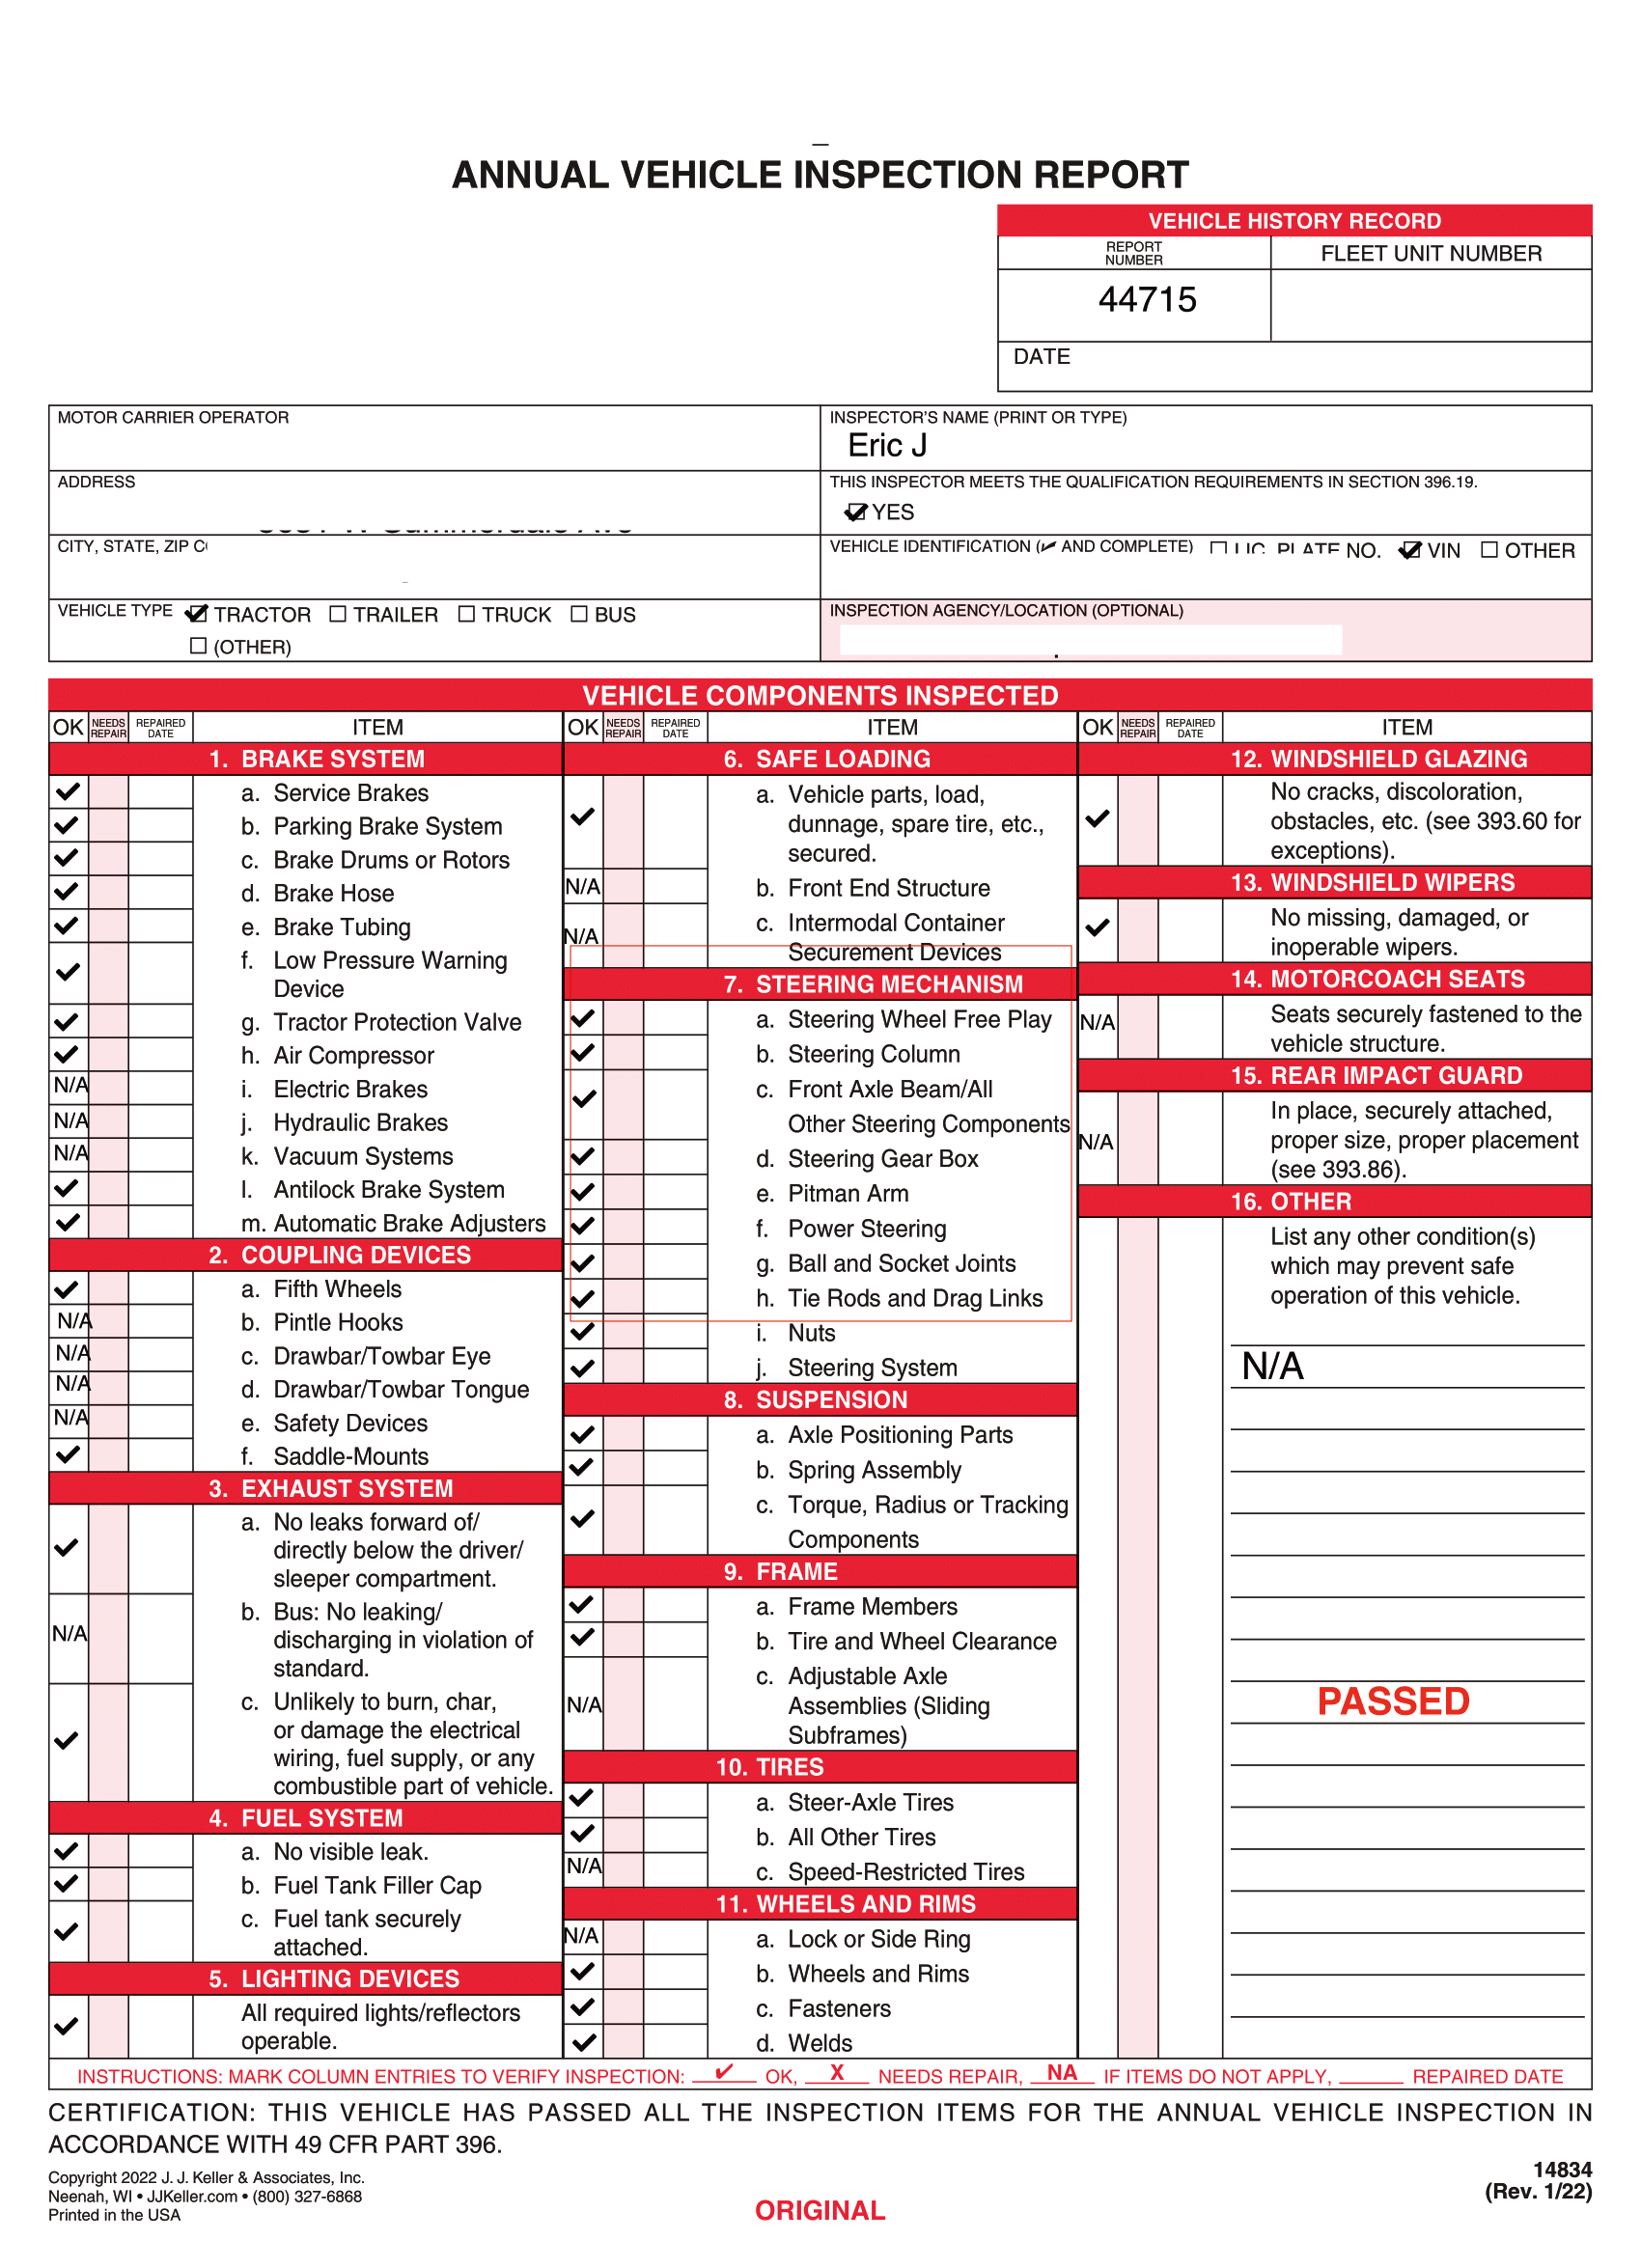 ANNUAL VEHICLE INSPECTION REPORT
VEHICLE HISTORY RECORD
REPORT NUMBER
FLEET UNIT NUMBER
44715
DATE
MOTOR CARRIER OPERATOR
INSPECTOR'S NAME (PRINT OR TYPE)
Eric J
ADDRESS
THIS INSPECTOR MEETS THE QUALIFICATION REQUIREMENTS IN SECTION 396.19.
✓ YES
CITY, STATE, ZIP
VEHICLE IDENTIFICATION (✓ AND COMPLETE) ☐ LIC. PLATE NO. ✓ VIN ☐ OTHER
VEHICLE TYPE ✓ TRACTOR ☐ TRAILER ☐ TRUCK ☐ BUS
☐ (OTHER)
INSPECTION AGENCY/LOCATION (OPTIONAL)
VEHICLE COMPONENTS INSPECTED
OK NEEDS REPAIR REPAIRED DATE ITEM
1. BRAKE SYSTEM
✓ a. Service Brakes
✓ b. Parking Brake System
✓ c. Brake Drums or Rotors
✓ d. Brake Hose
✓ e. Brake Tubing
✓ f. Low Pressure Warning
Device
✓ g. Tractor Protection Valve
✓ h. Air Compressor
N/A i. Electric Brakes
N/A j. Hydraulic Brakes
N/A k. Vacuum Systems
✓ l. Antilock Brake System
✓ m. Automatic Brake Adjusters
2. COUPLING DEVICES
✓ a. Fifth Wheels
N/A b. Pintle Hooks
N/A c. Drawbar/Towbar Eye
N/A d. Drawbar/Towbar Tongue
N/A e. Safety Devices
✓ f. Saddle-Mounts
3. EXHAUST SYSTEM
✓ a. No leaks forward of/
directly below the driver/
sleeper compartment.
N/A b. Bus: No leaking/
discharging in violation of
standard.
✓ c. Unlikely to burn, char,
or damage the electrical
wiring, fuel supply, or any
combustible part of vehicle.
4. FUEL SYSTEM
✓ a. No visible leak.
✓ b. Fuel Tank Filler Cap
✓ c. Fuel tank securely
attached.
5. LIGHTING DEVICES
✓ All required lights/reflectors
operable.
OK NEEDS REPAIR REPAIRED DATE ITEM
6. SAFE LOADING
✓ a. Vehicle parts, load,
dunnage, spare tire, etc.,
secured.
N/A b. Front End Structure
N/A c. Intermodal Container
Securement Devices
7. STEERING MECHANISM
✓ a. Steering Wheel Free Play
✓ b. Steering Column
✓ c. Front Axle Beam/All
Other Steering Components
✓ d. Steering Gear Box
✓ e. Pitman Arm
✓ f. Power Steering
✓ g. Ball and Socket Joints
✓ h. Tie Rods and Drag Links
✓ i. Nuts
✓ j. Steering System
8. SUSPENSION
✓ a. Axle Positioning Parts
✓ b. Spring Assembly
✓ c. Torque, Radius or Tracking
Components
9. FRAME
✓ a. Frame Members
✓ b. Tire and Wheel Clearance
N/A c. Adjustable Axle
Assemblies (Sliding
Subframes)
10. TIRES
✓ a. Steer-Axle Tires
✓ b. All Other Tires
N/A c. Speed-Restricted Tires
11. WHEELS AND RIMS
N/A a. Lock or Side Ring
✓ b. Wheels and Rims
✓ c. Fasteners
✓ d. Welds
OK NEEDS REPAIR REPAIRED DATE ITEM
12. WINDSHIELD GLAZING
✓ No cracks, discoloration,
obstacles, etc. (see 393.60 for
exceptions).
13. WINDSHIELD WIPERS
✓ No missing, damaged, or
inoperable wipers.
14. MOTORCOACH SEATS
N/A Seats securely fastened to the
vehicle structure.
15. REAR IMPACT GUARD
N/A In place, securely attached,
proper size, proper placement
(see 393.86).
16. OTHER
List any other condition(s)
which may prevent safe
operation of this vehicle.
N/A
PASSED
INSTRUCTIONS: MARK COLUMN ENTRIES TO VERIFY INSPECTION: ✓ OK, X NEEDS REPAIR, NA IF ITEMS DO NOT APPLY, ______ REPAIRED DATE
CERTIFICATION: THIS VEHICLE HAS PASSED ALL THE INSPECTION ITEMS FOR THE ANNUAL VEHICLE INSPECTION IN
ACCORDANCE WITH 49 CFR PART 396.
Copyright 2022 J. J. Keller & Associates, Inc.
Neenah, WI • JJKeller.com • (800) 327-6868
Printed in the USA
ORIGINAL
14834
(Rev. 1/22)